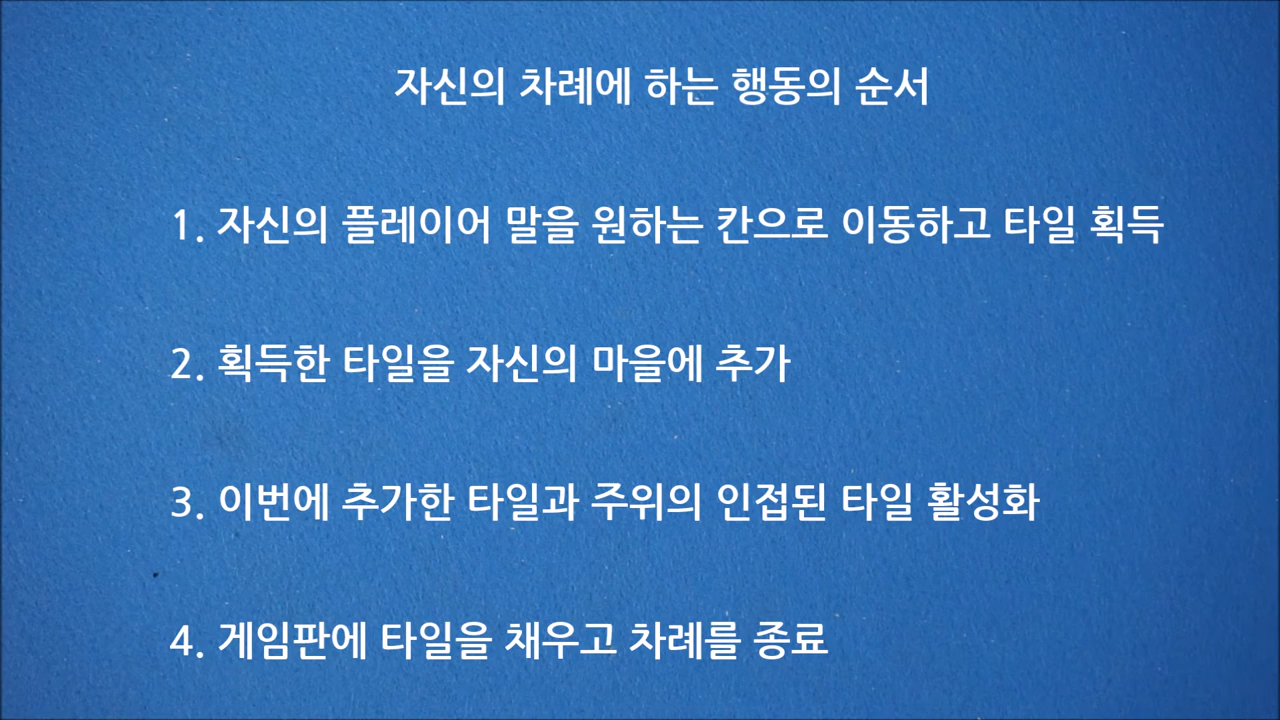 자신의 차례에 하는 행동의 순서
1. 자신의 플레이어 말을 원하는 칸으로 이동하고 타일 획득
2. 획득한 타일을 자신의 마을에 추가
3. 이번에 추가한 타일과 주위의 인접된 타일 활성화
4. 게임판에 타일을 채우고 차례를 종료